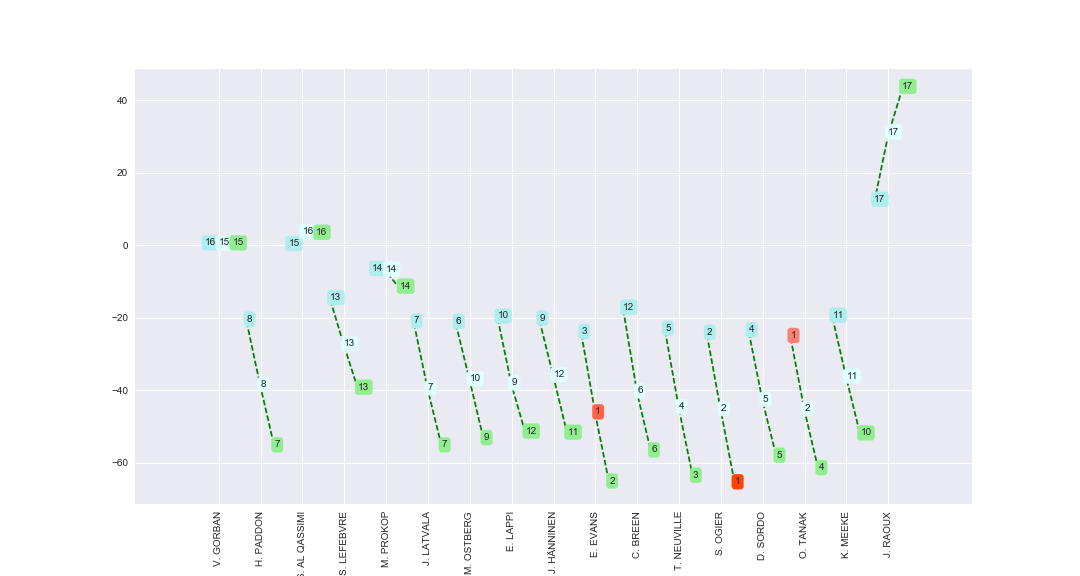 40
20
0
−20
−40
−60
16 15 15
8
8
7
15 16 16
13
13
13
14 14
14
7
7
7
6
10
9
10
9
12
9
12
11
3
1
2
12
6
6
5
4
3
2
2
1
4
5
5
1
2
4
11
11
10
17
17
17
V. GORBAN
H. PADDON
AL QASSIMI
S. LEFEBVRE
M. PROKOP
J. LATVALA
M. OSTBERG
E. LAPPI
J. HANNINEN
E. EVANS
C. BREEN
T. NEUVILLE
S. OGIER
D. SORDO
O. TANAK
K. MEEKE
J. RAOUX